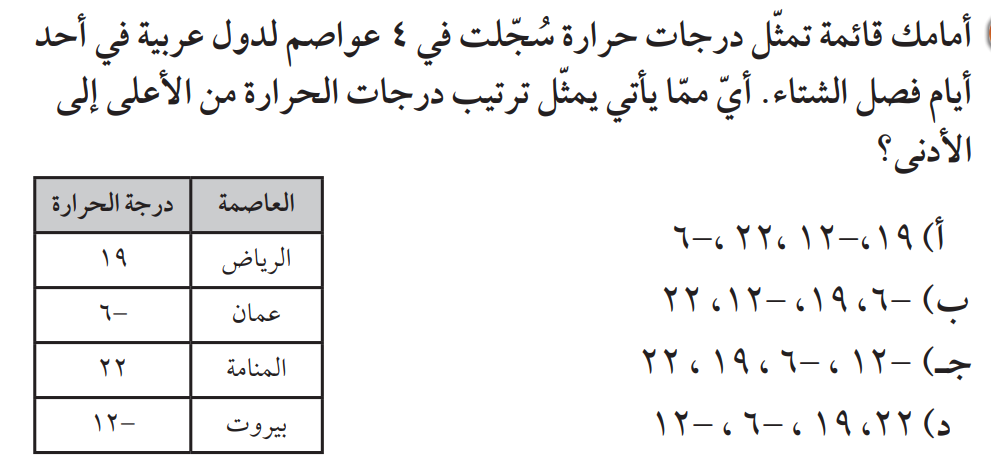 أمامك قائمة تمثّل درجات حرارة سُجّلت في ٤ عواصم لدول عربية في أحد
أيام فصل الشتاء. أيّ ممّا يأتي يمثّل ترتيب درجات الحرارة من الأعلى إلى
الأدنى؟
أ) ١٩، –١٢، ٢٢، –٦
ب) –٦، ١٩، –١٢، ٢٢
جـ) –١٢، –٦، ١٩، ٢٢
د) ٢٢، ١٩، –٦، –١٢
العاصمة درجة الحرارة
الرياض ١٩
عمان –٦
المنامة ٢٢
بيروت –١٢